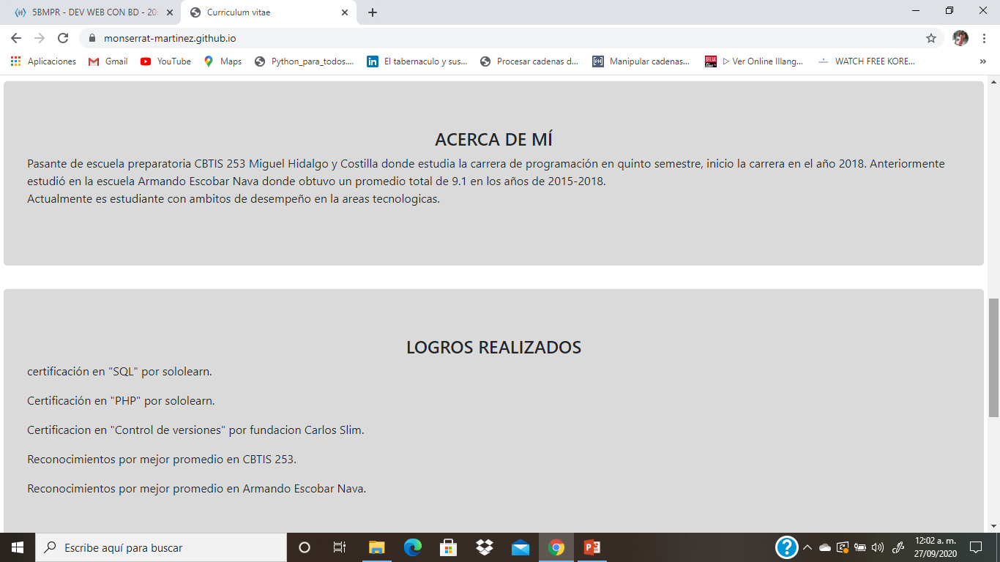 5BMPR - DEV WEB CON BD - 20
Curriculum vitae
monserrat-martinez.github.io
Aplicaciones
Gmail
YouTube
Maps
Python_para_todos....
El tabernaculo y sus...
Procesar cadenas d...
Manipular cadenas...
▷ Ver Online Illang...
WATCH FREE KORE...
»
ACERCA DE MÍ
Pasante de escuela preparatoria CBTIS 253 Miguel Hidalgo y Costilla donde estudia la carrera de programación en quinto semestre, inicio la carrera en el año 2018. Anteriormente
estudió en la escuela Armando Escobar Nava donde obtuvo un promedio total de 9.1 en los años de 2015-2018.
Actualmente es estudiante con ambitos de desempeño en la areas tecnologicas.
LOGROS REALIZADOS
certificación en "SQL" por sololearn.
Certificación en "PHP" por sololearn.
Certificacion en "Control de versiones" por fundacion Carlos Slim.
Reconocimientos por mejor promedio en CBTIS 253.
Reconocimientos por mejor promedio en Armando Escobar Nava.
Escribe aquí para buscar
12:02 a. m.
27/09/2020